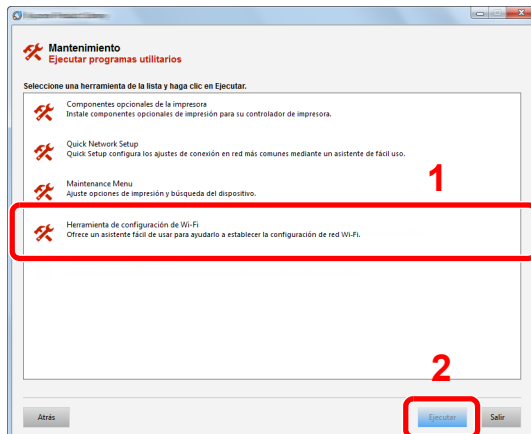 Mantenimiento
Ejecutar programas utilitarios
Seleccione una herramienta de la lista y haga clic en Ejecutar.
Componentes opcionales de la impresora
Instale componentes opcionales de impresión para su controlador de impresora.
Quick Network Setup
Quick Setup configura los ajustes de conexión en red más comunes mediante un asistente de fácil uso.
1
Maintenance Menu
Ajuste opciones de impresión y búsqueda del dispositivo.
Herramienta de configuración de Wi-Fi
Ofrece un asistente fácil de usar para ayudarlo a establecer la configuración de red Wi-Fi.
2
Atrás
Ejecutar
Salir